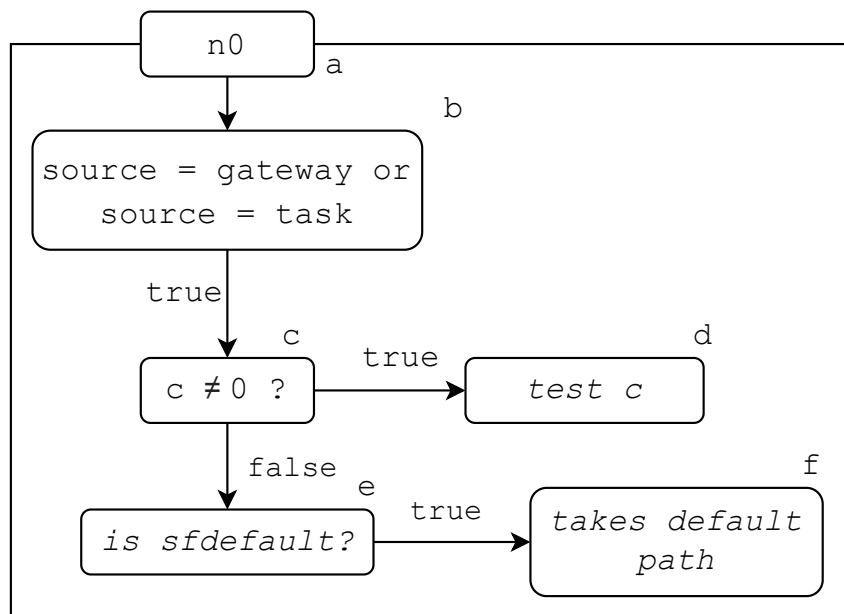 n0
a
b
source = gateway or
source = task
true
c
d
true
c ≠ 0 ?
test c
false
e
f
true
is sfdefault?
takes default
path